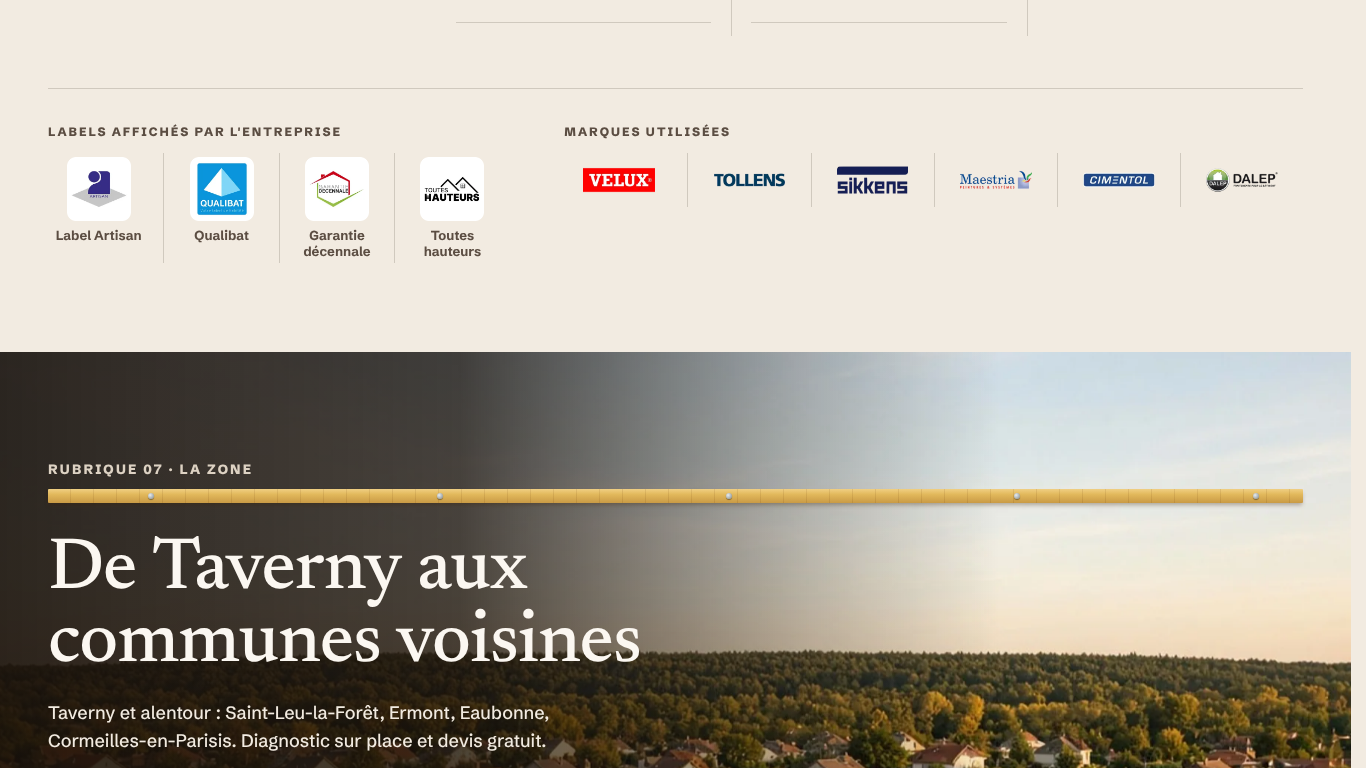 LABELS AFFICHÉS PAR L'ENTREPRISE
MARQUES UTILISÉES
ARTISAN
QUALIBAT
DÉCENNALE
TOUTES
HAUTEURS
Label Artisan
Qualibat
Garantie
décennale
Toutes
hauteurs
VELUX
TOLLENS
sikkens
Maestria
CIMENTOL
DALEP
DALEP
RUBRIQUE 07 · LA ZONE
De Taverny aux
communes voisines
Taverny et alentour : Saint-Leu-la-Forêt, Ermont, Eaubonne,
Cormeilles-en-Parisis. Diagnostic sur place et devis gratuit.